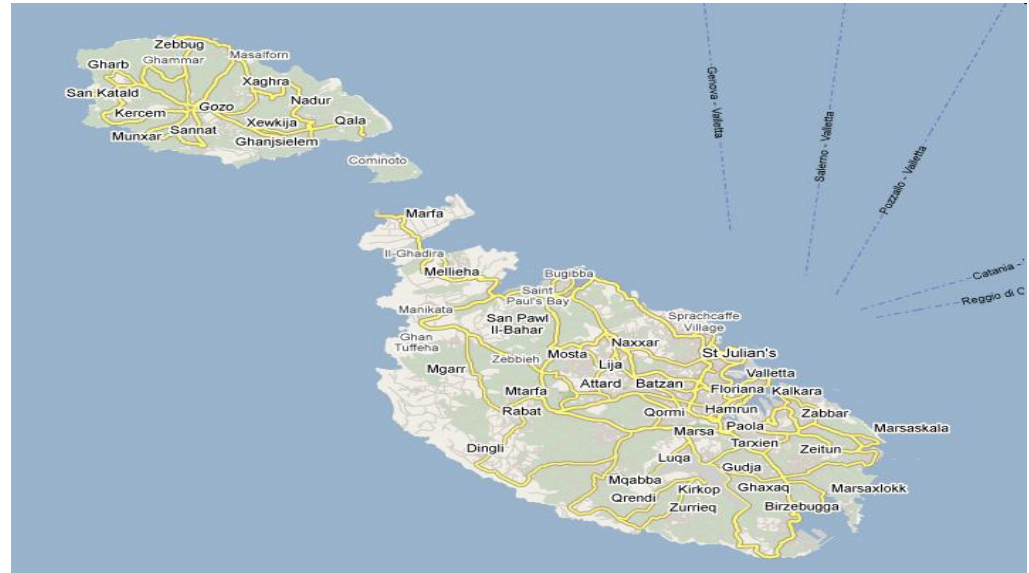 Zebbug
Masalforn
Gharb
Ghammar
Xaghra
San Katald
Nadur
Gozo
Kercem
Xewkija
Qala
Munxar
Sannat
Ghanjsielem
Cominoto
Genova - Valletta
Salerno - Valletta
Pozzallo - Valletta
Catania -
Reggio di C
Marfa
Il-Ghadira
Mellieha
Bugibba
Saint
Paul's Bay
Manikata
San Pawl
Il-Bahar
Sprachcaffe
Village
Ghan
Tuffeha
Naxxar
Mosta
St Julian's
Zebbieh
Lija
Mgarr
Valletta
Attard
Batzan
Floriana
Kalkara
Mtarfa
Rabat
Qormi
Hamrun
Zabbar
Marsa
Paola
Marsaskala
Tarxien
Dingli
Zeitun
Luqa
Gudja
Mqabba
Kirkop
Ghaxaq
Marsaxlokk
Qrendi
Zurrieq
Birzebugga